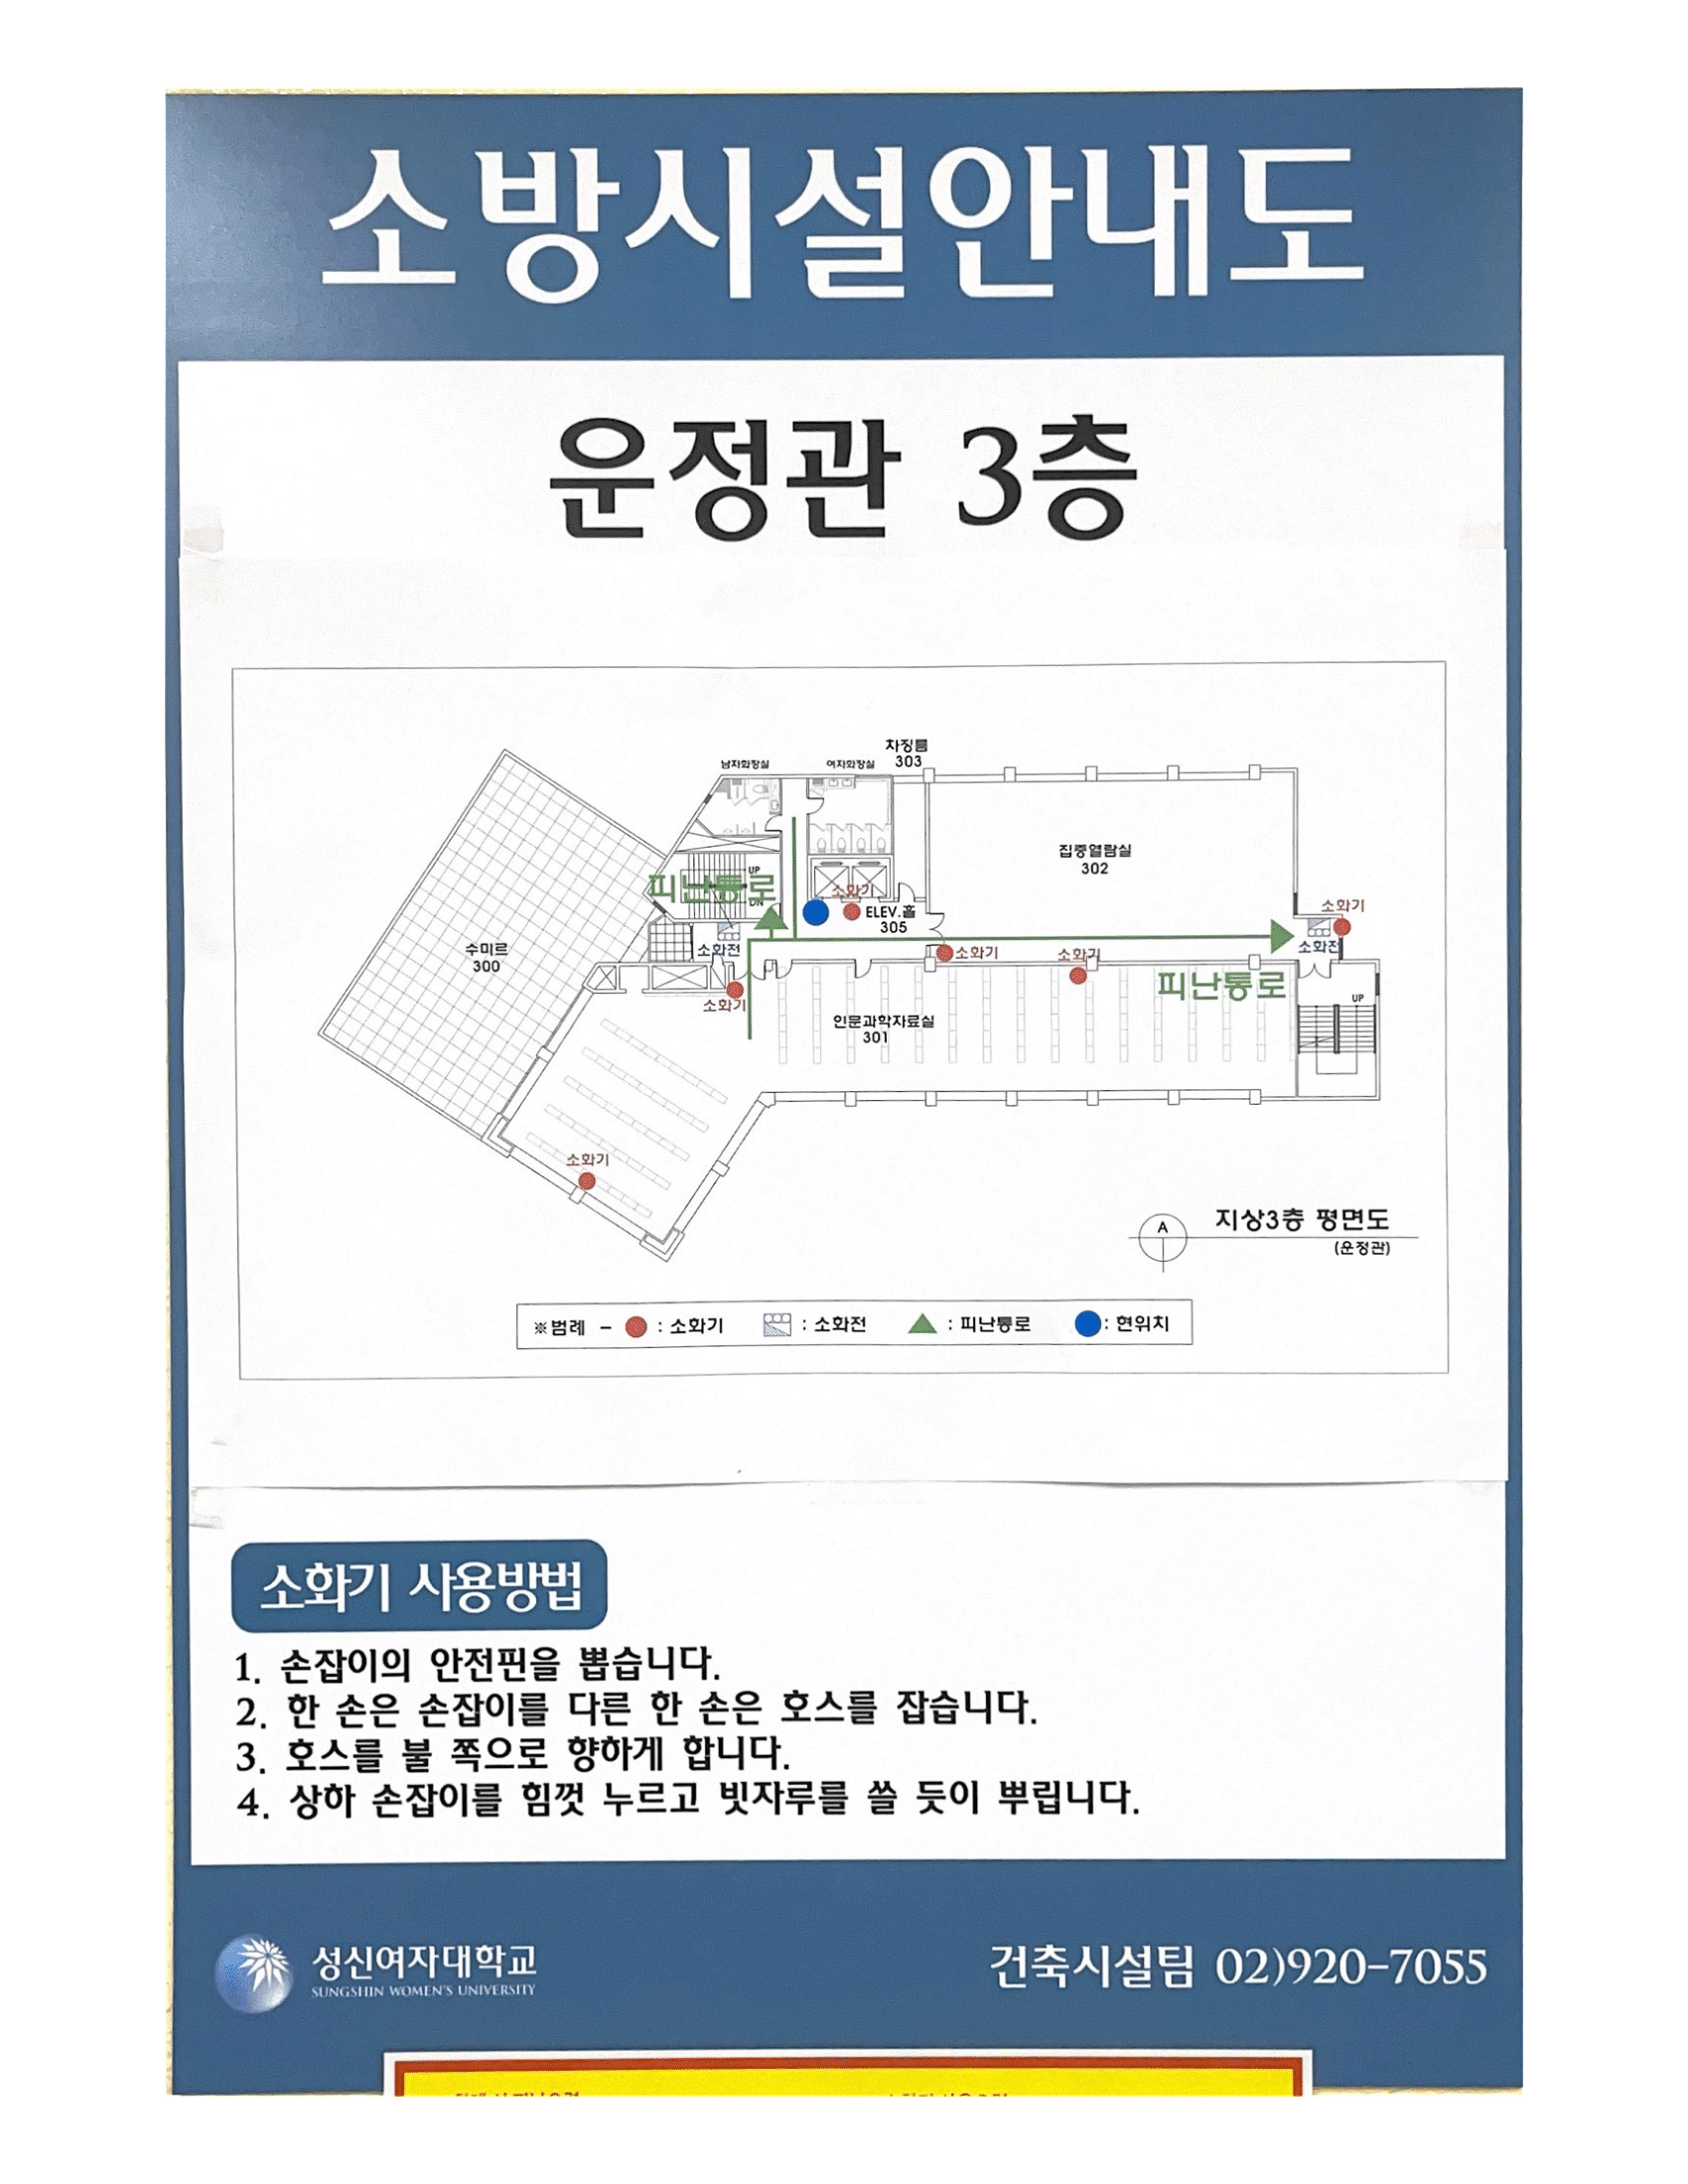 소방시설안내도
운정관 3층
차징룸
303
남자화장실
여자화장실
집중열람실
302
UP
피난통로
DN
소화기
ELEV.홀
305
소화기
수미르
300
소화전
소화전
소화기
소화기
피난통로
소화기
UP
인문과학자료실
301
소화기
지상3층 평면도
(운정관)
A
※범례 - : 소화기 : 소화전 : 피난통로 : 현위치
소화기 사용방법
1. 손잡이의 안전핀을 뽑습니다.
2. 한 손은 손잡이를 다른 한 손은 호스를 잡습니다.
3. 호스를 불 쪽으로 향하게 합니다.
4. 상하 손잡이를 힘껏 누르고 빗자루를 쓸 듯이 뿌립니다.
성신여자대학교
SUNGSHIN WOMEN'S UNIVERSITY
건축시설팀 02)920-7055